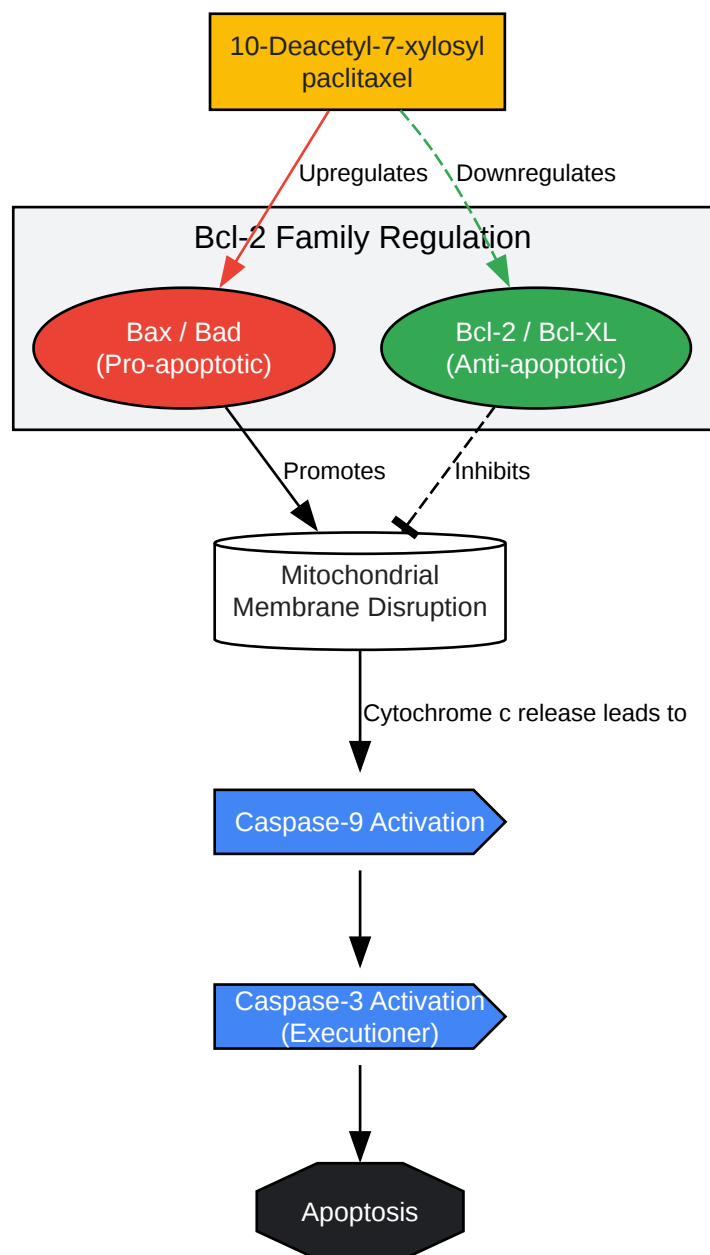 10-Deacetyl-7-xylosyl
paclitaxel
Upregulates
Downregulates
Bcl-2 Family Regulation
Bax / Bad
(Pro-apoptotic)
Bcl-2 / Bcl-XL
(Anti-apoptotic)
Promotes
Inhibits
Mitochondrial
Membrane Disruption
Cytochrome c release leads to
Caspase-9 Activation
Caspase-3 Activation
(Executioner)
Apoptosis